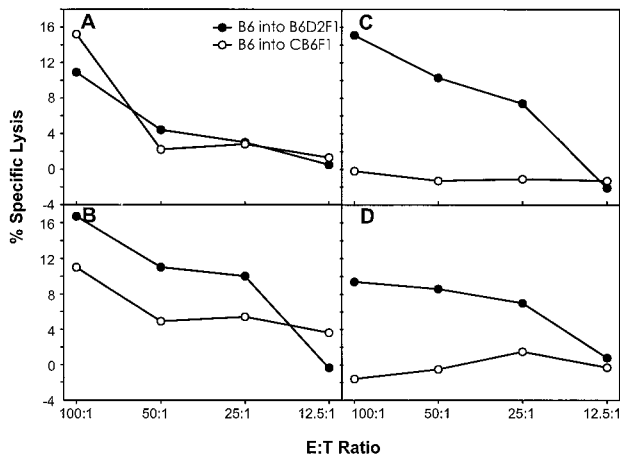 A
B6 into B6D2F1
B6 into CB6F1
C
16
12
8
4
0
-4
B
D
16
12
8
4
0
-4
% Specific Lysis
100:1 50:1 25:1 12.5:1
100:1 50:1 25:1 12.5:1
E:T Ratio